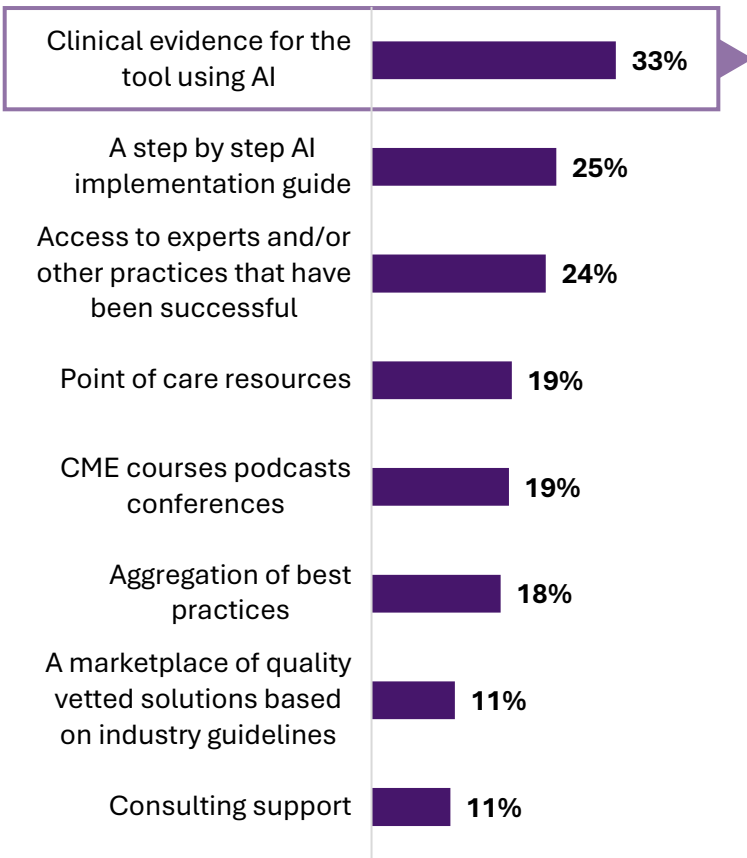 Clinical evidence for the
tool using AI
33%
A step by step AI
implementation guide
25%
Access to experts and/or
other practices that have
been successful
24%
Point of care resources
19%
CME courses podcasts
conferences
19%
Aggregation of best
practices
18%
A marketplace of quality
vetted solutions based
on industry guidelines
11%
Consulting support
11%